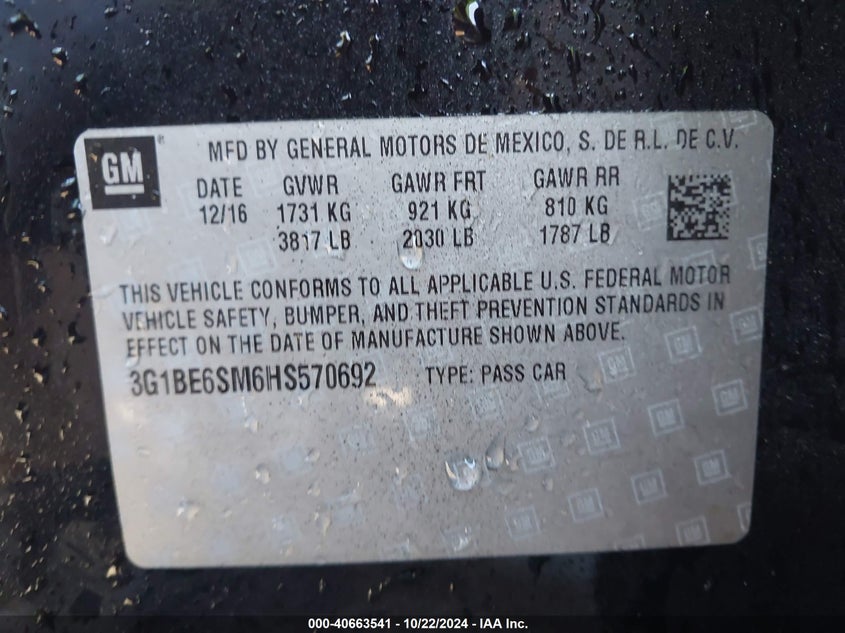 GM
MFD BY GENERAL MOTORS DE MEXICO, S. DE R.L. DE C.V.
DATE GVWR GAWR FRT GAWR RR
12/16 1731 KG 921 KG 810 KG
3817 LB 2030 LB 1787 LB
THIS VEHICLE CONFORMS TO ALL APPLICABLE U.S. FEDERAL MOTOR
VEHICLE SAFETY, BUMPER, AND THEFT PREVENTION STANDARDS IN
EFFECT ON THE DATE OF MANUFACTURE SHOWN ABOVE.
3G1BE6SM6HS570692 TYPE: PASS CAR
000-40663541 - 10/22/2024 - IAA Inc.